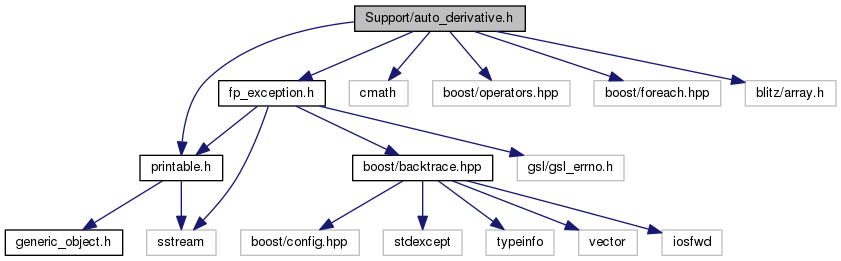 Support/auto_derivative.h
fp_exception.h
cmath
boost/operators.hpp
boost/foreach.hpp
blitz/array.h
printable.h
boost/backtrace.hpp
gsl/gsl_errno.h
generic_object.h
sstream
boost/config.hpp
stdexcept
typeinfo
vector
iosfwd